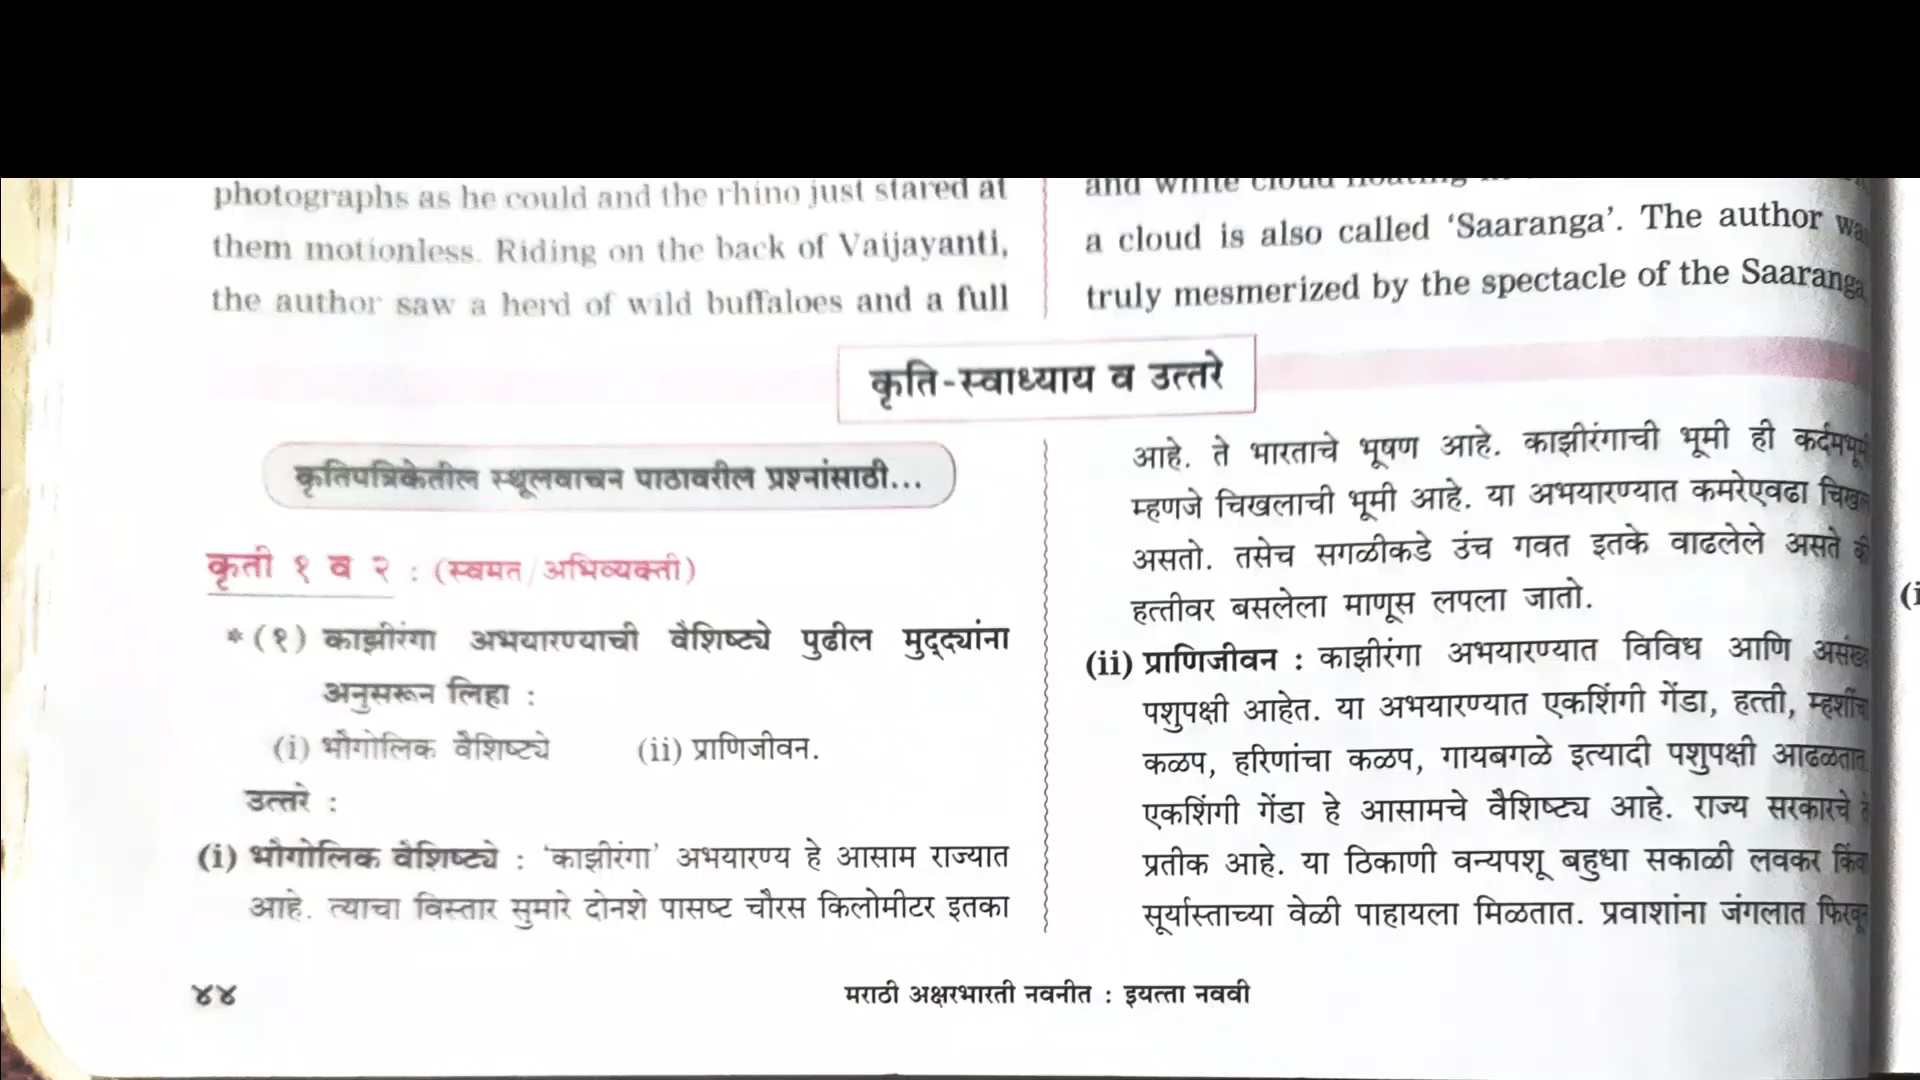 photographs as he could and the rhino just stared at
them motionless. Riding on the back of Vaijayanti,
the author saw a herd of wild buffaloes and a full
and white cloud floating
a cloud is also called ‘Saaranga’. The author
truly mesmerized by the spectacle of the Saaranga
कृति-स्वाध्याय व उत्तरे
कृतिपत्रिकेतील स्थूलवाचन पाठावरील प्रश्नांसाठी...
कृती १ व २ : (स्वमत/अभिव्यक्ती)
* (१) काझीरंगा अभयारण्याची वैशिष्ट्ये पुढील मुद्द्यांना
अनुसरून लिहा :
(i) भौगोलिक वैशिष्ट्ये (ii) प्राणिजीवन.
उत्तरे :
(i) भौगोलिक वैशिष्ट्ये : ‘काझीरंगा’ अभयारण्य हे आसाम राज्यात
आहे. त्याचा विस्तार सुमारे दोनशे पासष्ट चौरस किलोमीटर इतका
आहे. ते भारताचे भूषण आहे. काझीरंगाची भूमी ही
म्हणजे चिखलाची भूमी आहे. या अभयारण्यात कमरेएवढा
असतो. तसेच सगळीकडे उंच गवत इतके वाढलेले असते की
हत्तीवर बसलेला माणूस लपला जातो.
(ii) प्राणिजीवन : काझीरंगा अभयारण्यात विविध आणि
पशुपक्षी आहेत. या अभयारण्यात एकशिंगी गेंडा, हत्ती,
कळप, हरिणांचा कळप, गायबगळे इत्यादी पशुपक्षी आढळतात.
एकशिंगी गेंडा हे आसामचे वैशिष्ट्य आहे. राज्य सरकारचे
प्रतीक आहे. या ठिकाणी वन्यपशू बहुधा सकाळी लवकर
सूर्यास्ताच्या वेळी पाहायला मिळतात. प्रवाशांना जंगलात
४४
मराठी अक्षरभारती नवनीत : इयत्ता नववी